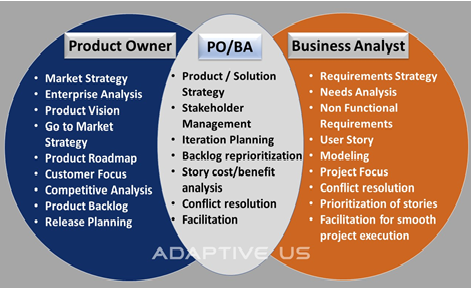 Product Owner
Market Strategy
Enterprise Analysis
Product Vision
Go to Market
Strategy
Product Roadmap
Customer Focus
Competitive Analysis
Product Backlog
Release Planning
PO/BA
Product / Solution
Strategy
Stakeholder
Management
Iteration Planning
Backlog reprioritization
Story cost/benefit
analysis
Conflict resolution
Facilitation
Business Analyst
Requirements Strategy
Needs Analysis
Non Functional
Requirements
User Story
Modeling
Project Focus
Conflict resolution
Prioritization of stories
Facilitation for smooth
project execution
ADAPTIVE US